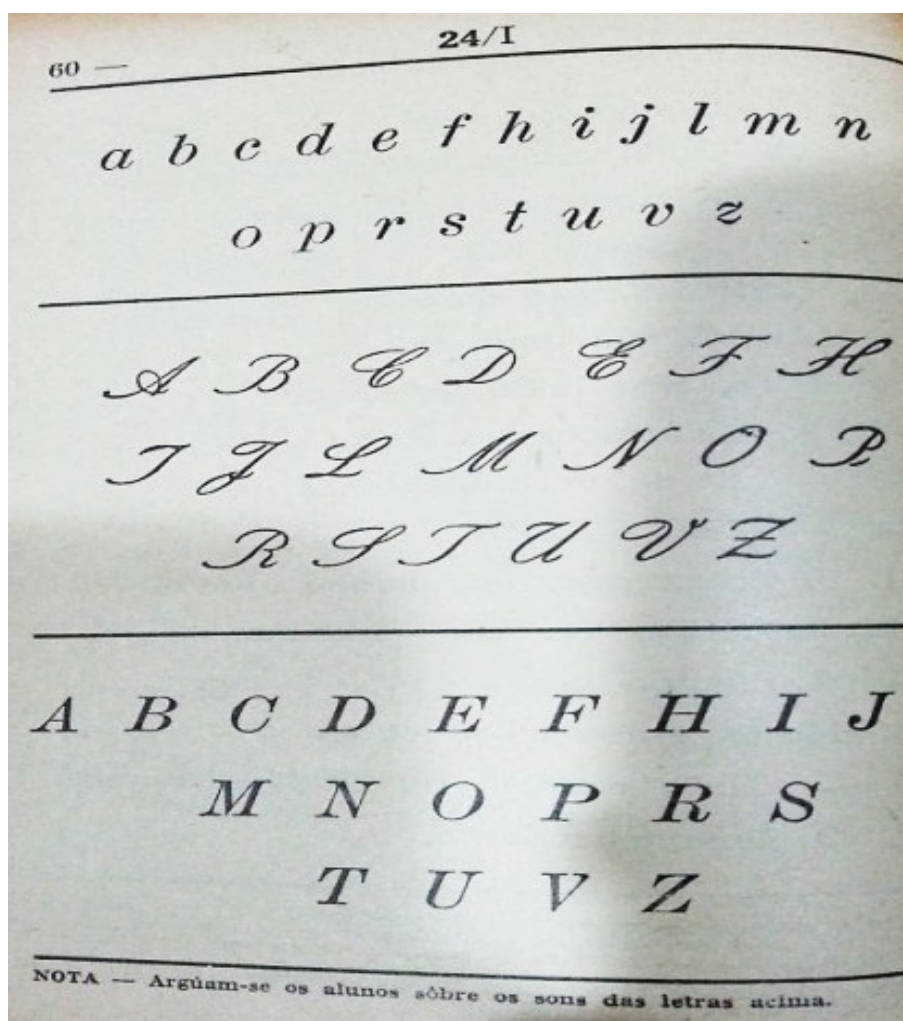 24/I
60 —
a b c d e f h i j l m n
o p r s t u v z
A B C D E F H
I J L M N O P
R S T U V Z
A B C D E F H I J
M N O P R S
T U V Z
NOTA — Argúam-se os alunos sôbre os sons das letras acima.